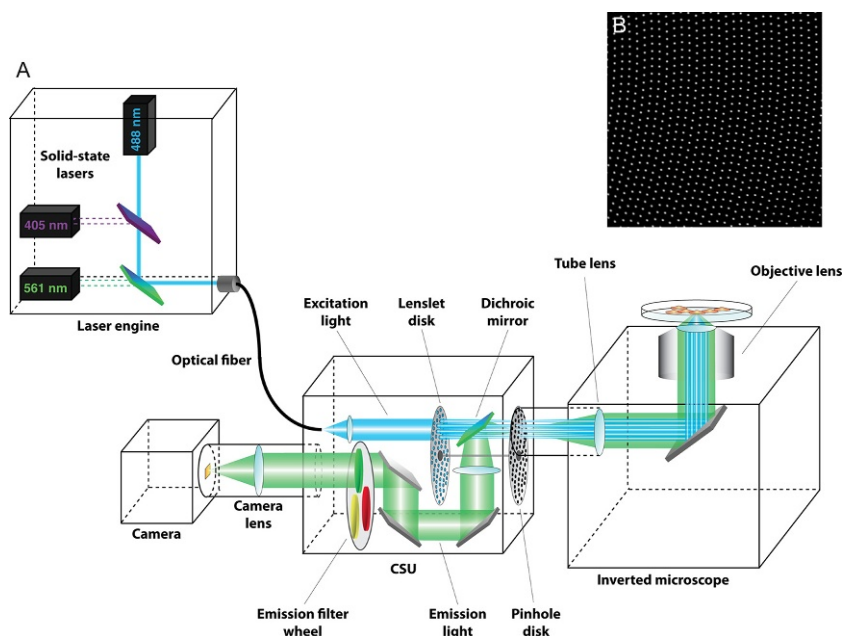 A
B
488 nm
Solid-state
lasers
405 nm
561 nm
Laser engine
Optical fiber
Excitation
light
Lenslet
disk
Dichroic
mirror
Tube lens
Objective lens
Camera
Camera
lens
CSU
Inverted microscope
Emission filter
wheel
Emission
light
Pinhole
disk